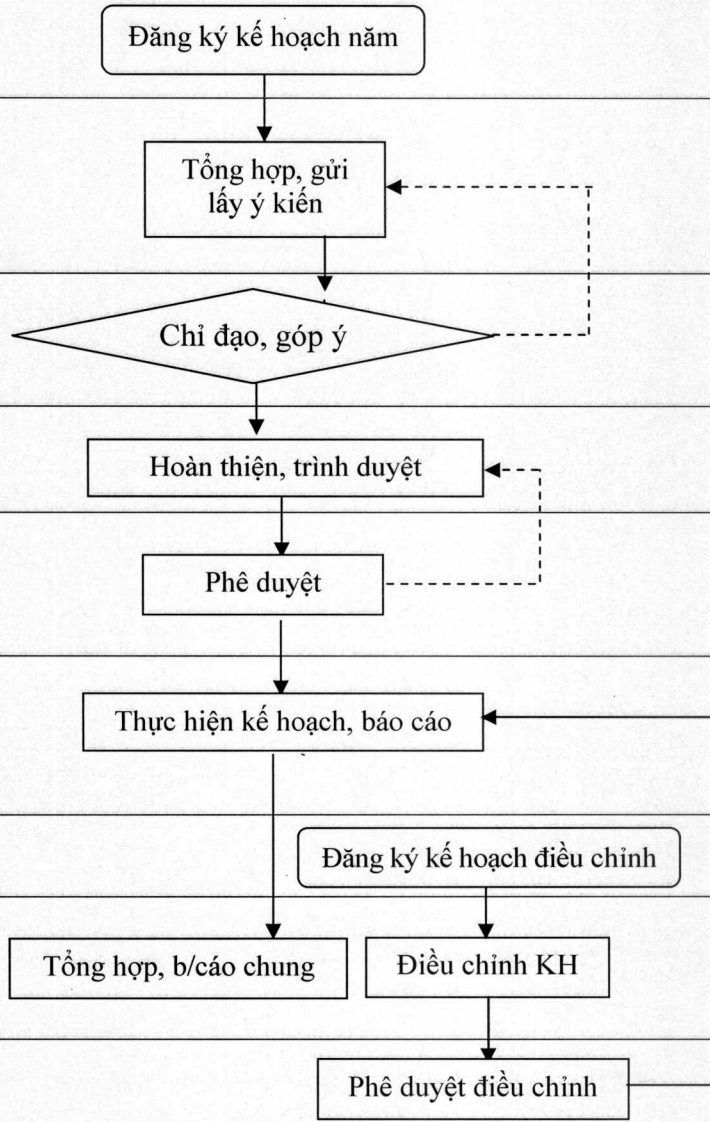 Đăng ký kế hoạch năm
Tổng hợp, gửi
lấy ý kiến
Chỉ đạo, góp ý
Hoàn thiện, trình duyệt
Phê duyệt
Thực hiện kế hoạch, báo cáo
Đăng ký kế hoạch điều chỉnh
Tổng hợp, b/cáo chung
Điều chỉnh KH
Phê duyệt điều chỉnh